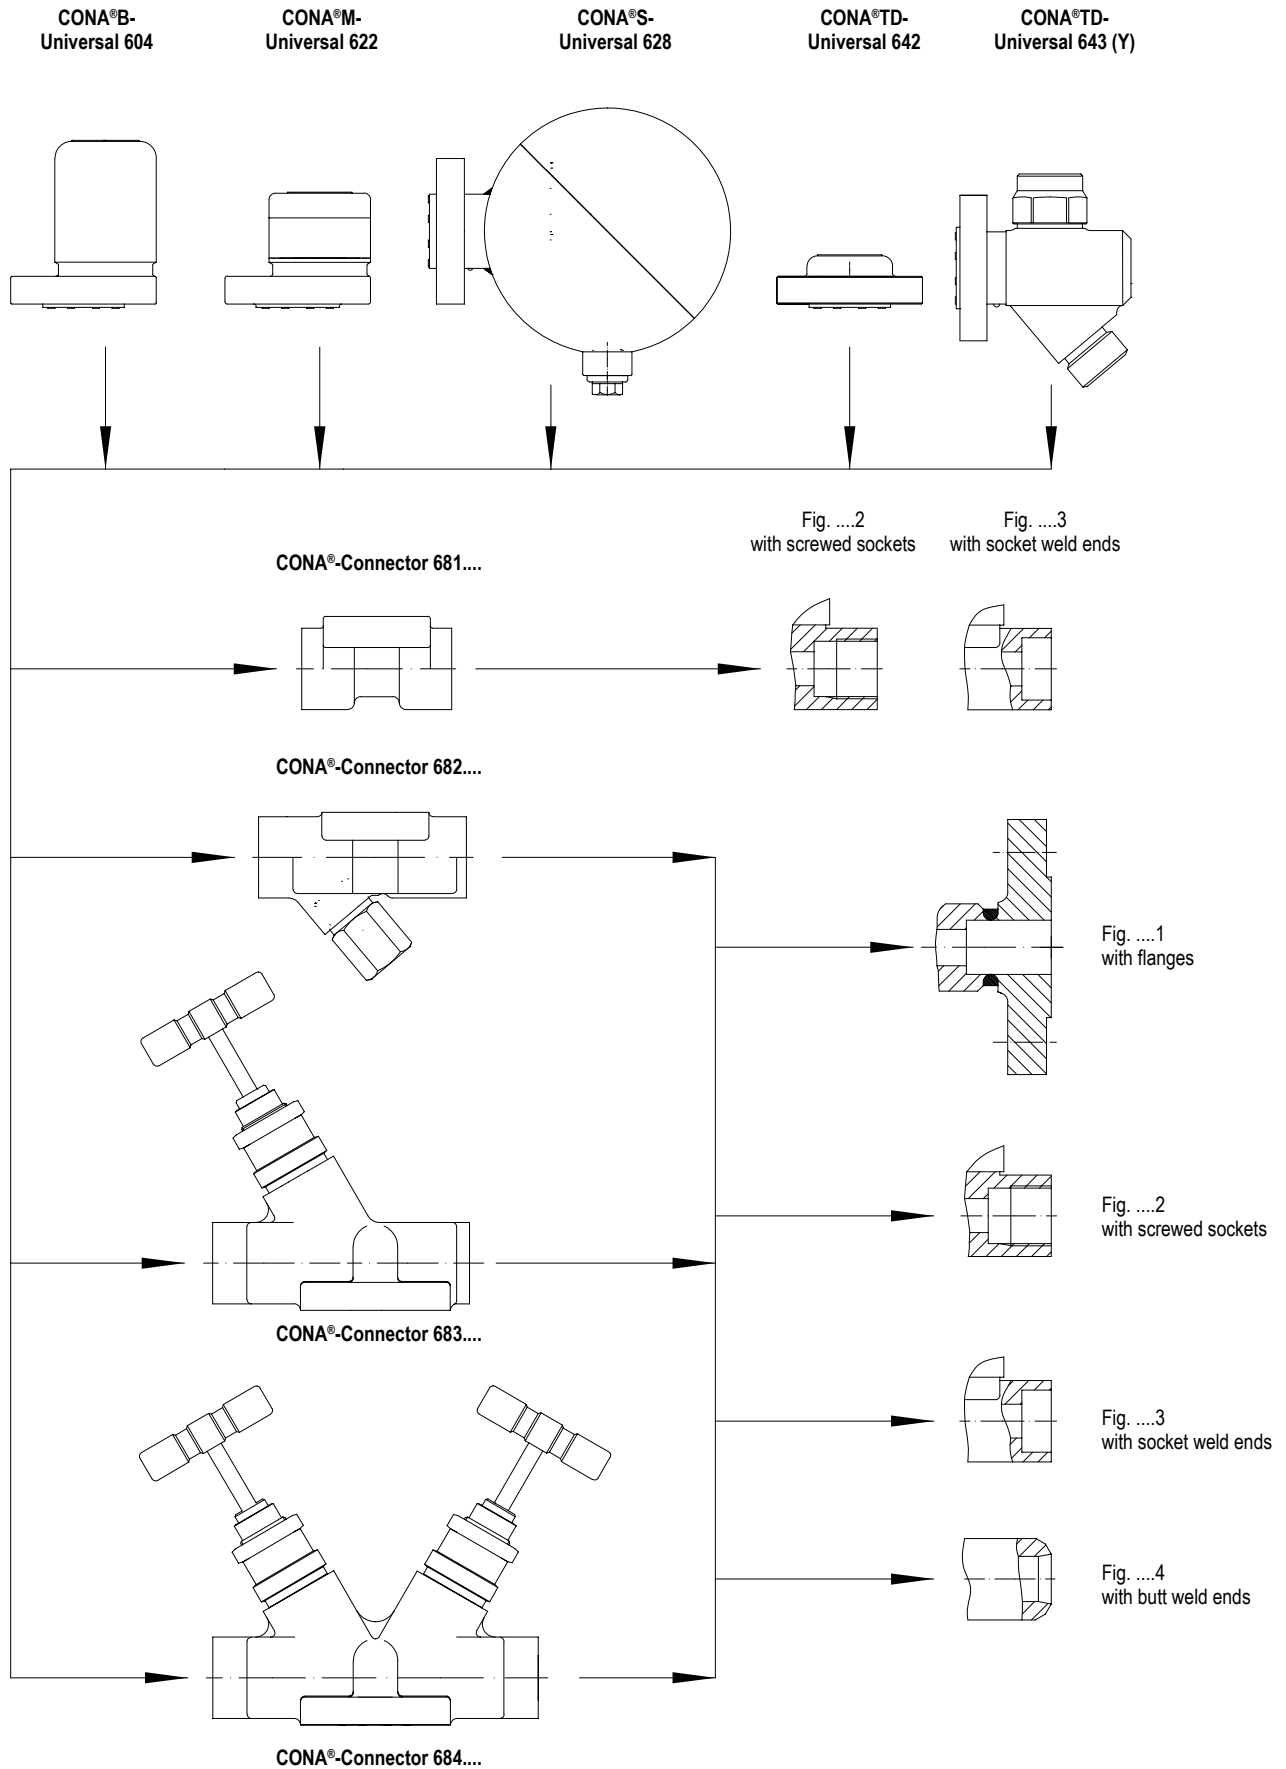 CONA®B-
Universal 604
CONA®M-
Universal 622
CONA®S-
Universal 628
CONA®TD-
Universal 642
CONA®TD-
Universal 643 (Y)
Fig. ....2
with screwed sockets
Fig. ....3
with socket weld ends
CONA®-Connector 681....
CONA®-Connector 682....
Fig. ....1
with flanges
Fig. ....2
with screwed sockets
CONA®-Connector 683....
Fig. ....3
with socket weld ends
Fig. ....4
with butt weld ends
CONA®-Connector 684....